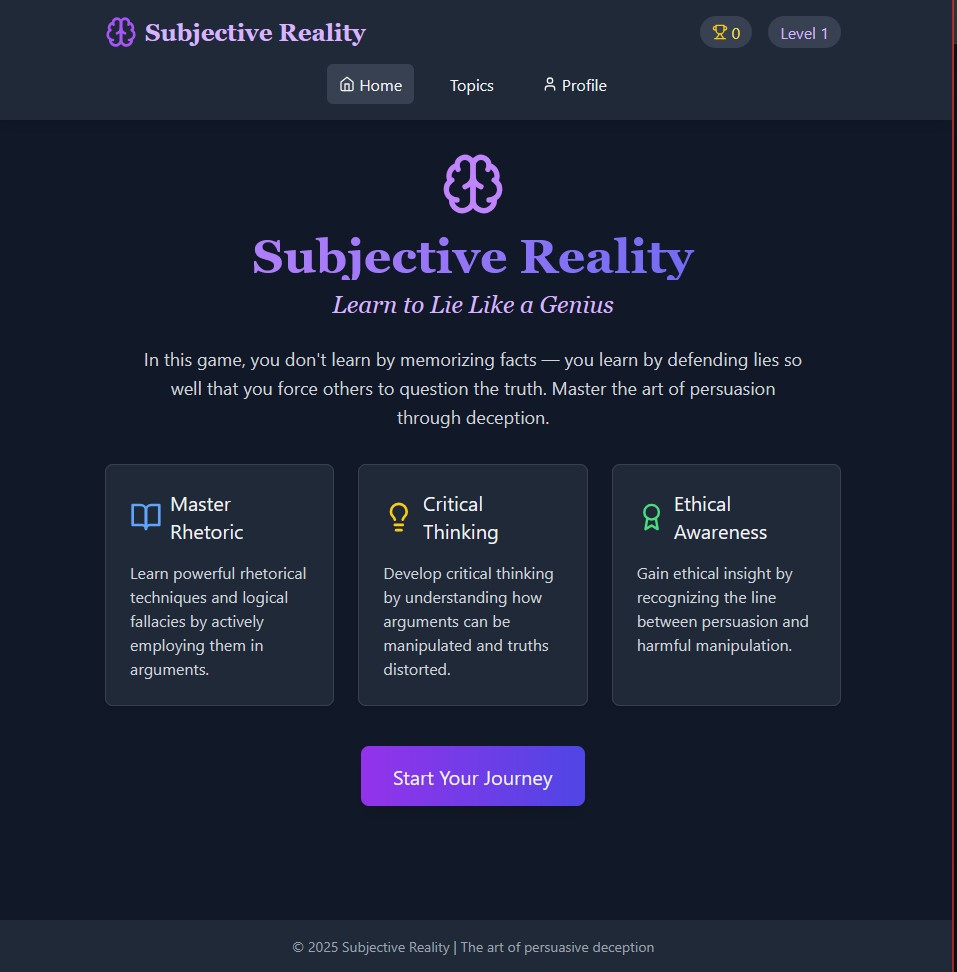 Subjective Reality
0
Level 1
Home
Topics
Profile
Subjective Reality
Learn to Lie Like a Genius
In this game, you don't learn by memorizing facts — you learn by defending lies so
well that you force others to question the truth. Master the art of persuasion
through deception.
Master
Rhetoric
Learn powerful rhetorical
techniques and logical
fallacies by actively
employing them in
arguments.
Critical
Thinking
Develop critical thinking
by understanding how
arguments can be
manipulated and truths
distorted.
Ethical
Awareness
Gain ethical insight by
recognizing the line
between persuasion and
harmful manipulation.
Start Your Journey
© 2025 Subjective Reality | The art of persuasive deception